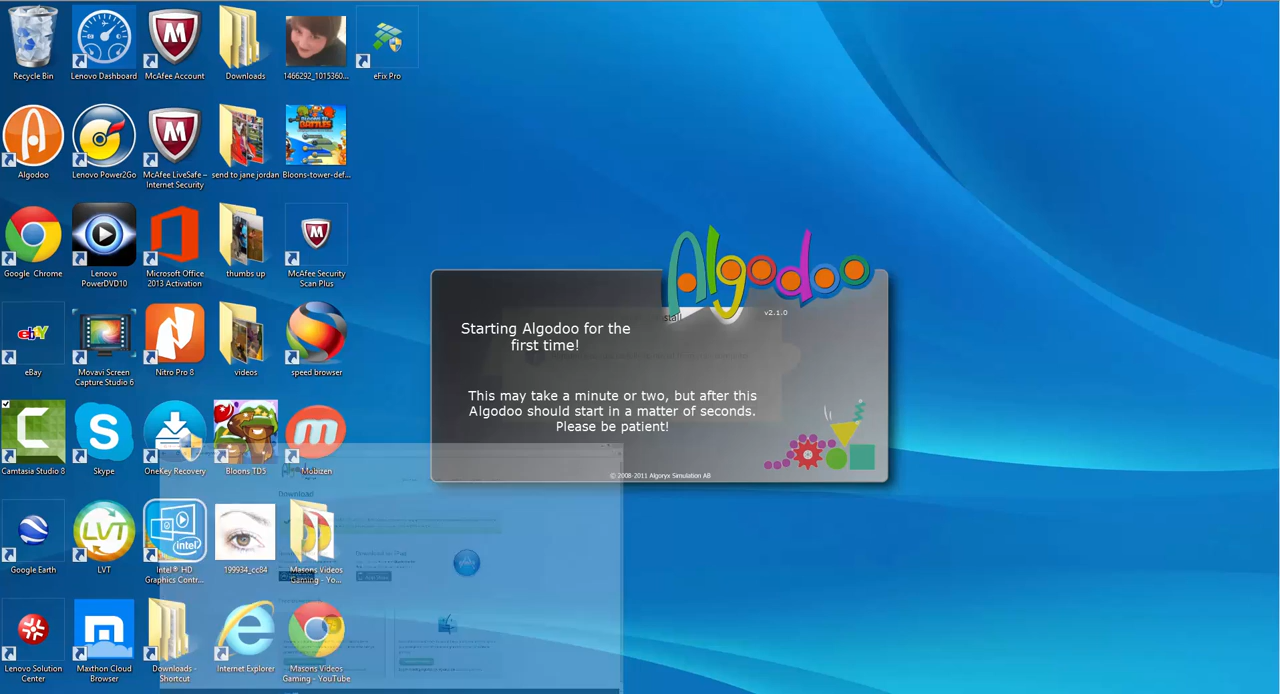 Recycle Bin
Lenovo Dashboard
McAfee Account
Downloads
1466292_1015360...
eFix Pro
Algodoo
Lenovo Power2Go
McAfee LiveSafe –
Internet Security
send to jane jordan
Bloons-tower-def...
Google Chrome
Lenovo
PowerDVD10
Microsoft Office
2013 Activation
thumbs up
McAfee Security
Scan Plus
eBay
Movavi Screen
Capture Studio 6
Nitro Pro 8
videos
speed browser
Camtasia Studio 8
Skype
OneKey Recovery
Bloons TD5
Mobizen
Google Earth
LVT
Intel® HD
Graphics Contr...
199934_cc84
Masons Videos
Gaming - Yo...
Lenovo Solution
Center
Maxthon Cloud
Browser
Downloads -
Shortcut
Internet Explorer
Masons Videos
Gaming - YouTube
Algodoo
v2.1.0
Starting Algodoo for the
first time!
This may take a minute or two, but after this
Algodoo should start in a matter of seconds.
Please be patient!
© 2008-2011 Algoryx Simulation AB
Download